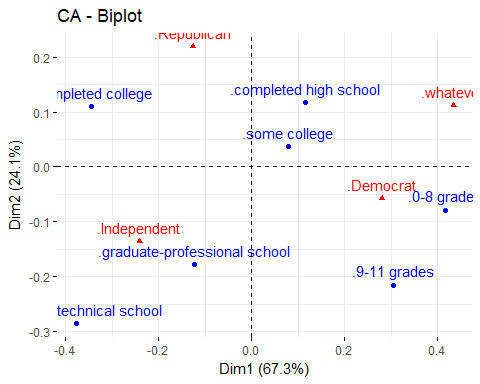 CA - Biplot
.Republican
npleted college
.completed high school
.whateve
.some college
.Democrat
.0-8 grade
.Independent
.graduate-professional school
.9-11 grades
technical school
0.2
0.1
0.0
-0.1
-0.2
-0.3
-0.4
-0.2
0.0
0.2
0.4
Dim1 (67.3%)
Dim2 (24.1%)